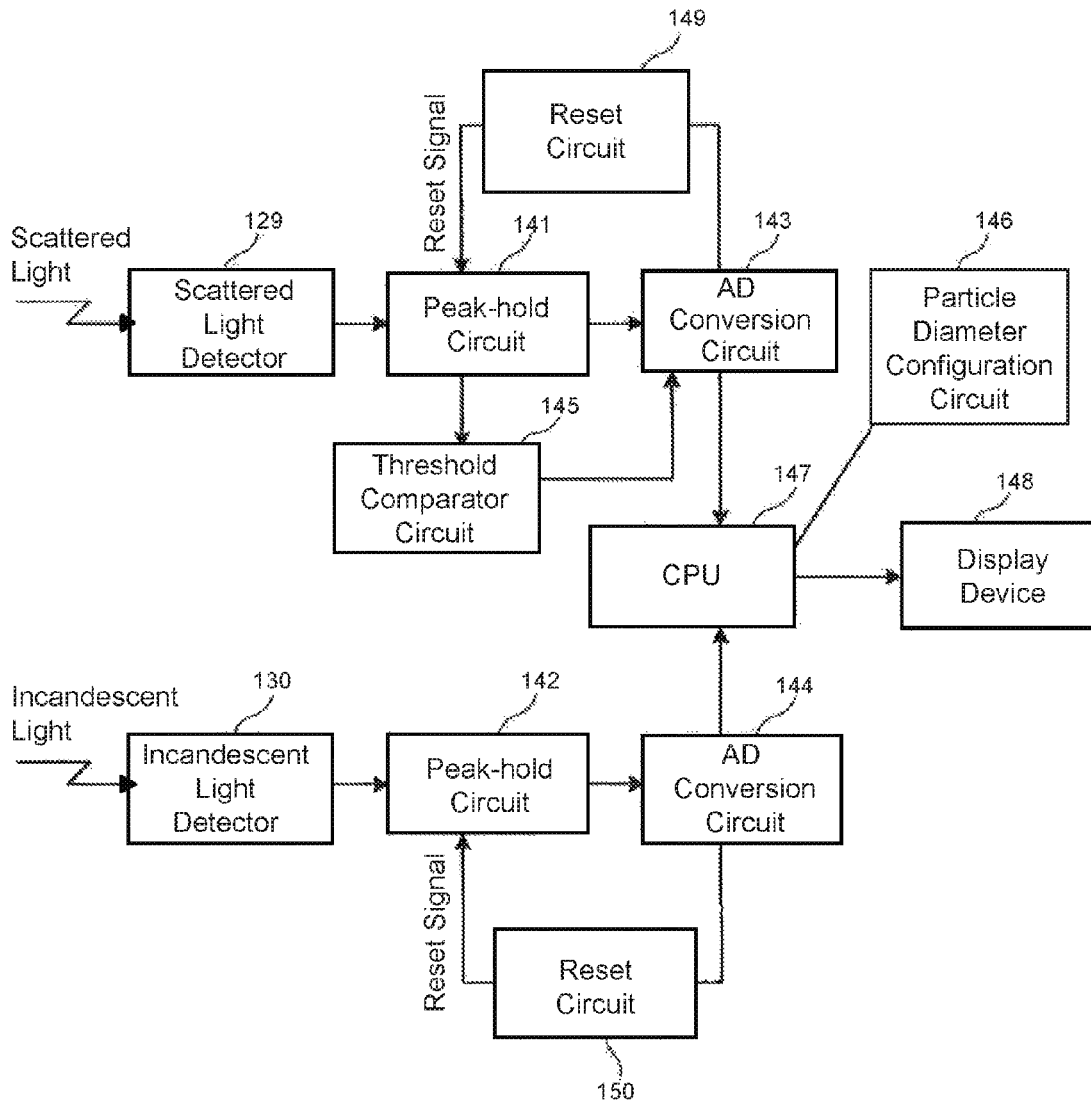 149
Reset
Circuit
Reset Signal
Scattered
Light
129
Scattered
Light
Detector
141
Peak-hold
Circuit
143
AD
Conversion
Circuit
146
Particle
Diameter
Configuration
Circuit
145
Threshold
Comparator
Circuit
147
CPU
148
Display
Device
Incandescent
Light
130
Incandescent
Light
Detector
142
Peak-hold
Circuit
144
AD
Conversion
Circuit
Reset Signal
Reset
Circuit
150